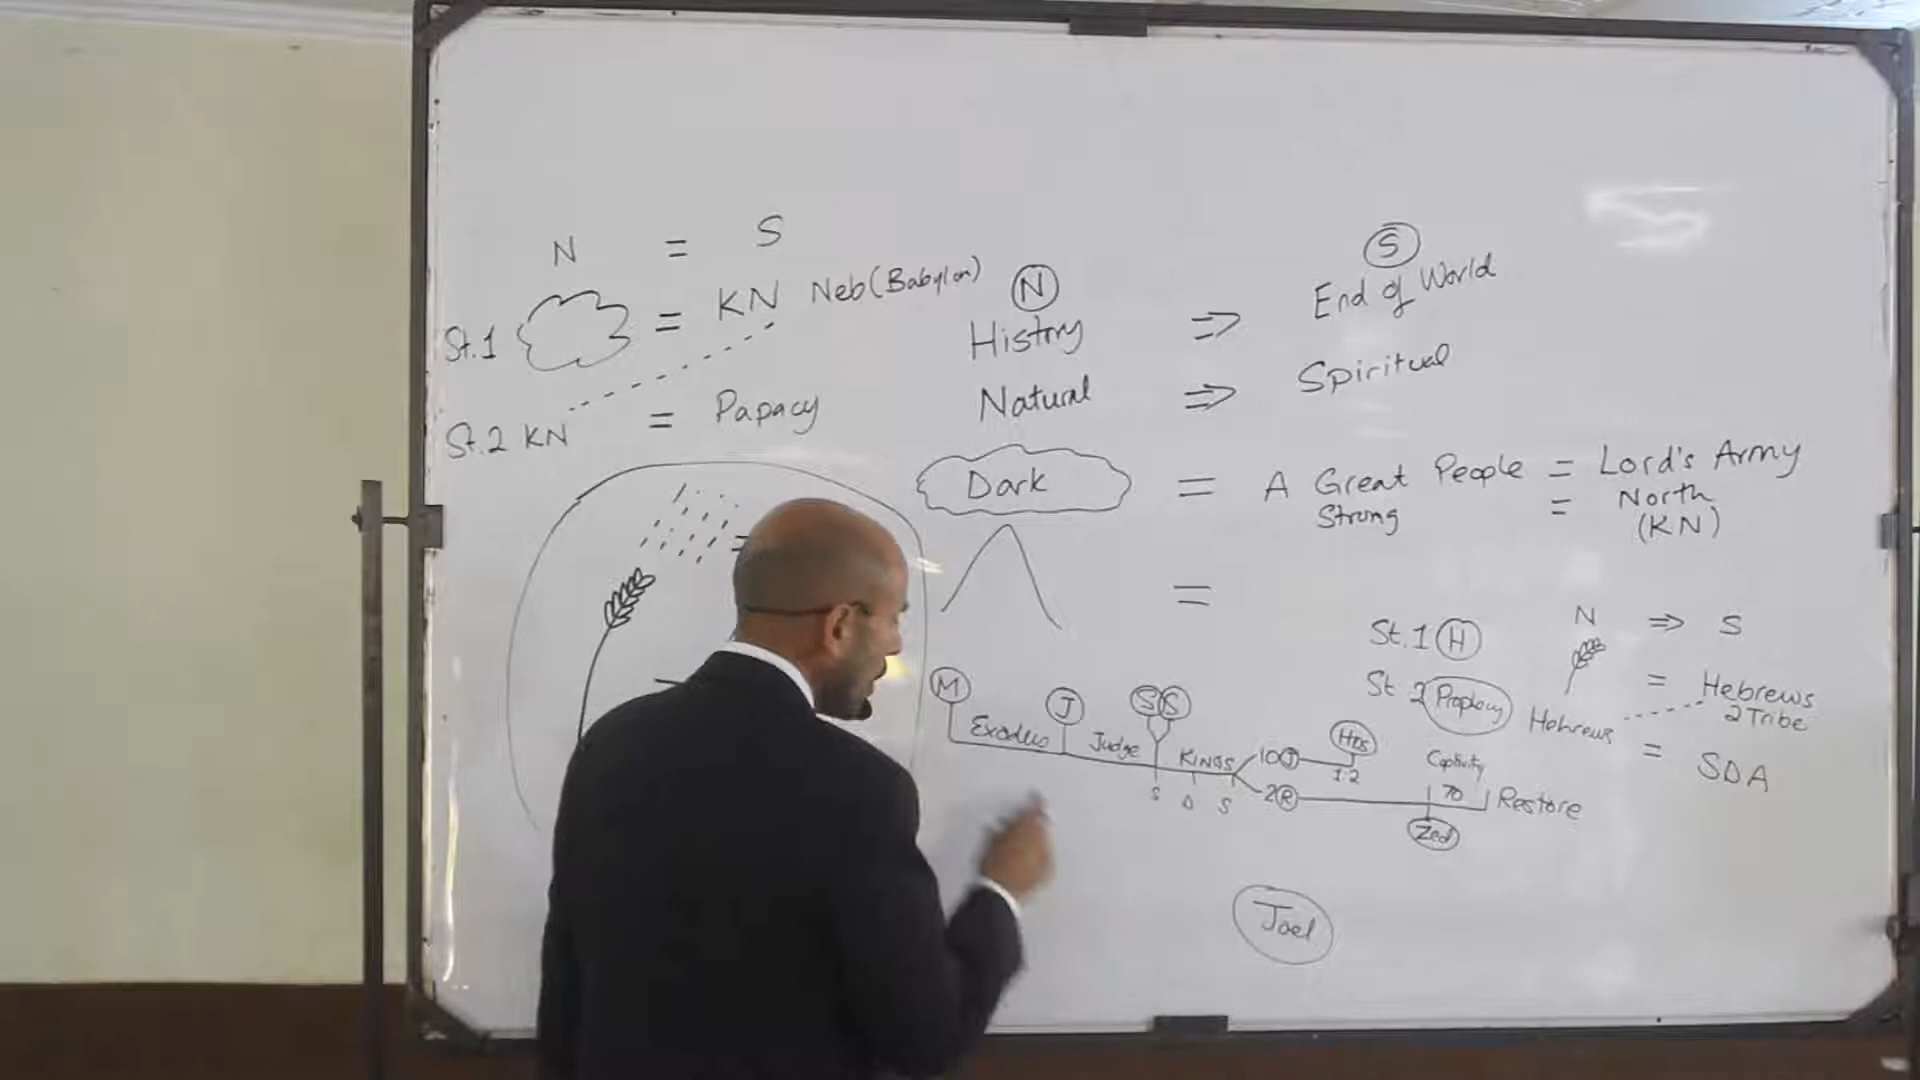 N = S
St.1 = KN Neb (Babylon)
St.2 KN = Papacy
=
N
S
History ⇒ End of World
Natural ⇒ Spiritual
Dark = A Great People = Lord's Army
Strong = North
(KN)
=
N ⇒ S
St.1 H
= Hebrews
2 Tribe
St 2 Prophecy Hebrews = SDA
M J S S
Exodus Judge KINGS 10 J Hos
1:2
S D S 2 R Captivity
70 Restore
Zed
Joel